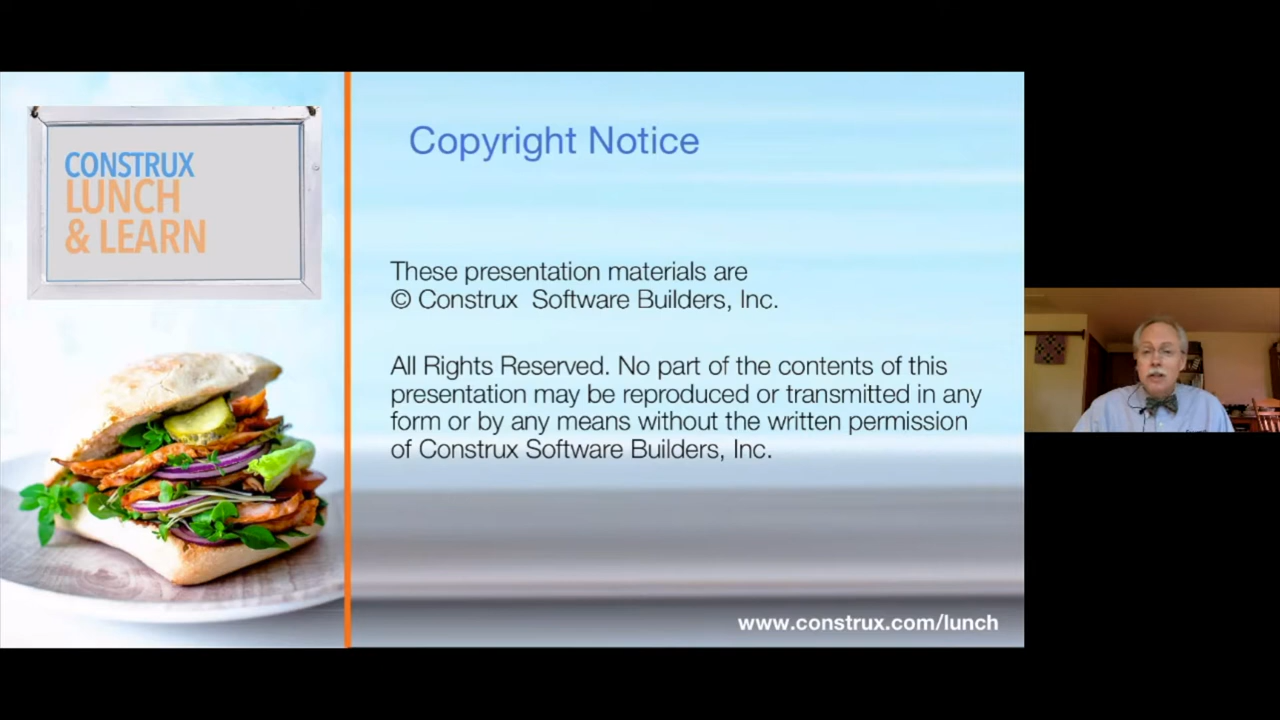 CONSTRUX
LUNCH
& LEARN
Copyright Notice
These presentation materials are
© Construx Software Builders, Inc.
All Rights Reserved. No part of the contents of this
presentation may be reproduced or transmitted in any
form or by any means without the written permission
of Construx Software Builders, Inc.
www.construx.com/lunch